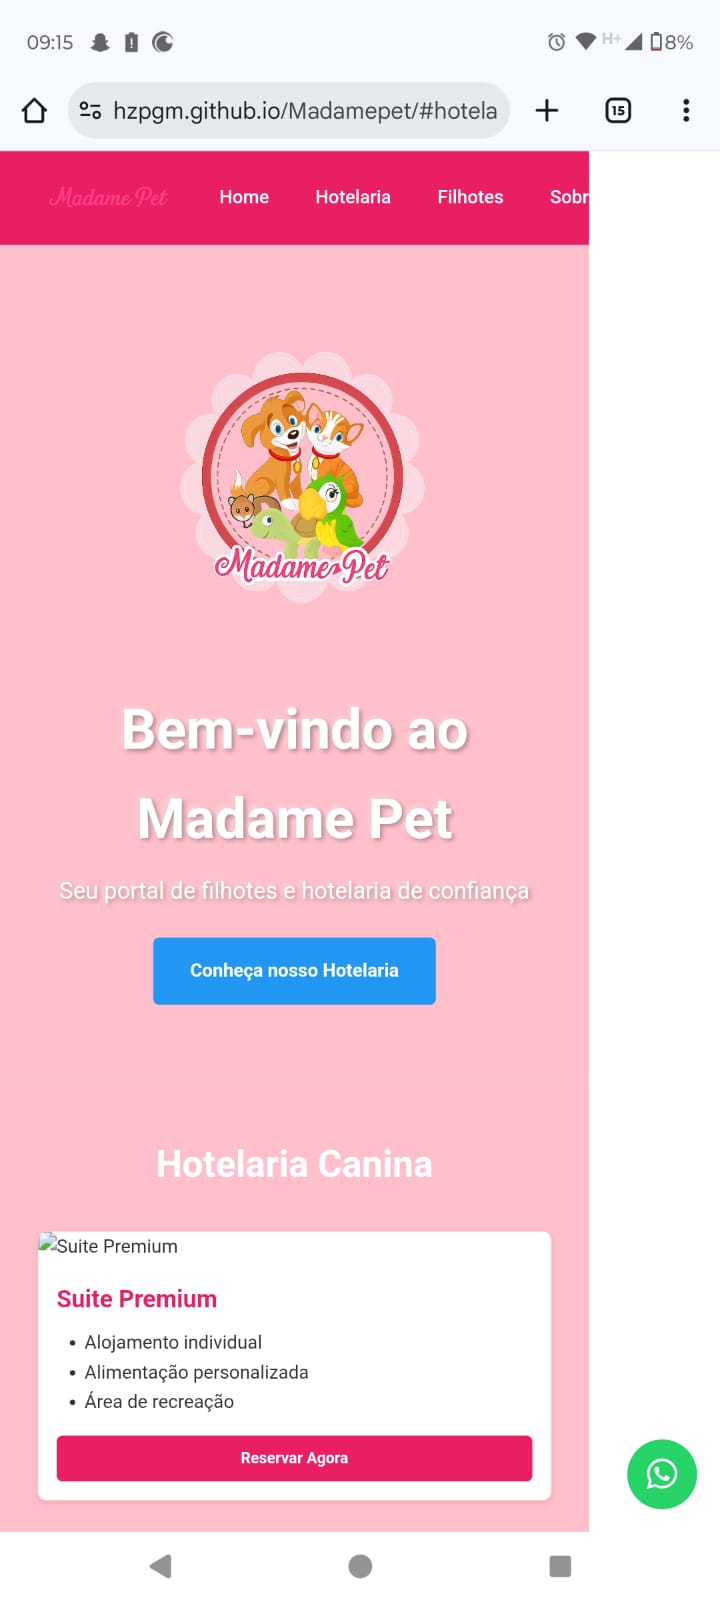 09:15
H+ 8%
hzpgm.github.io/Madamepet/#hotela
15
Madame Pet Home Hotelaria Filhotes Sobr
Madame Pet
Bem-vindo ao
Madame Pet
Seu portal de filhotes e hotelaria de confiança
Conheça nosso Hotelaria
Hotelaria Canina
Suite Premium
Suite Premium
• Alojamento individual
• Alimentação personalizada
• Área de recreação
Reservar Agora